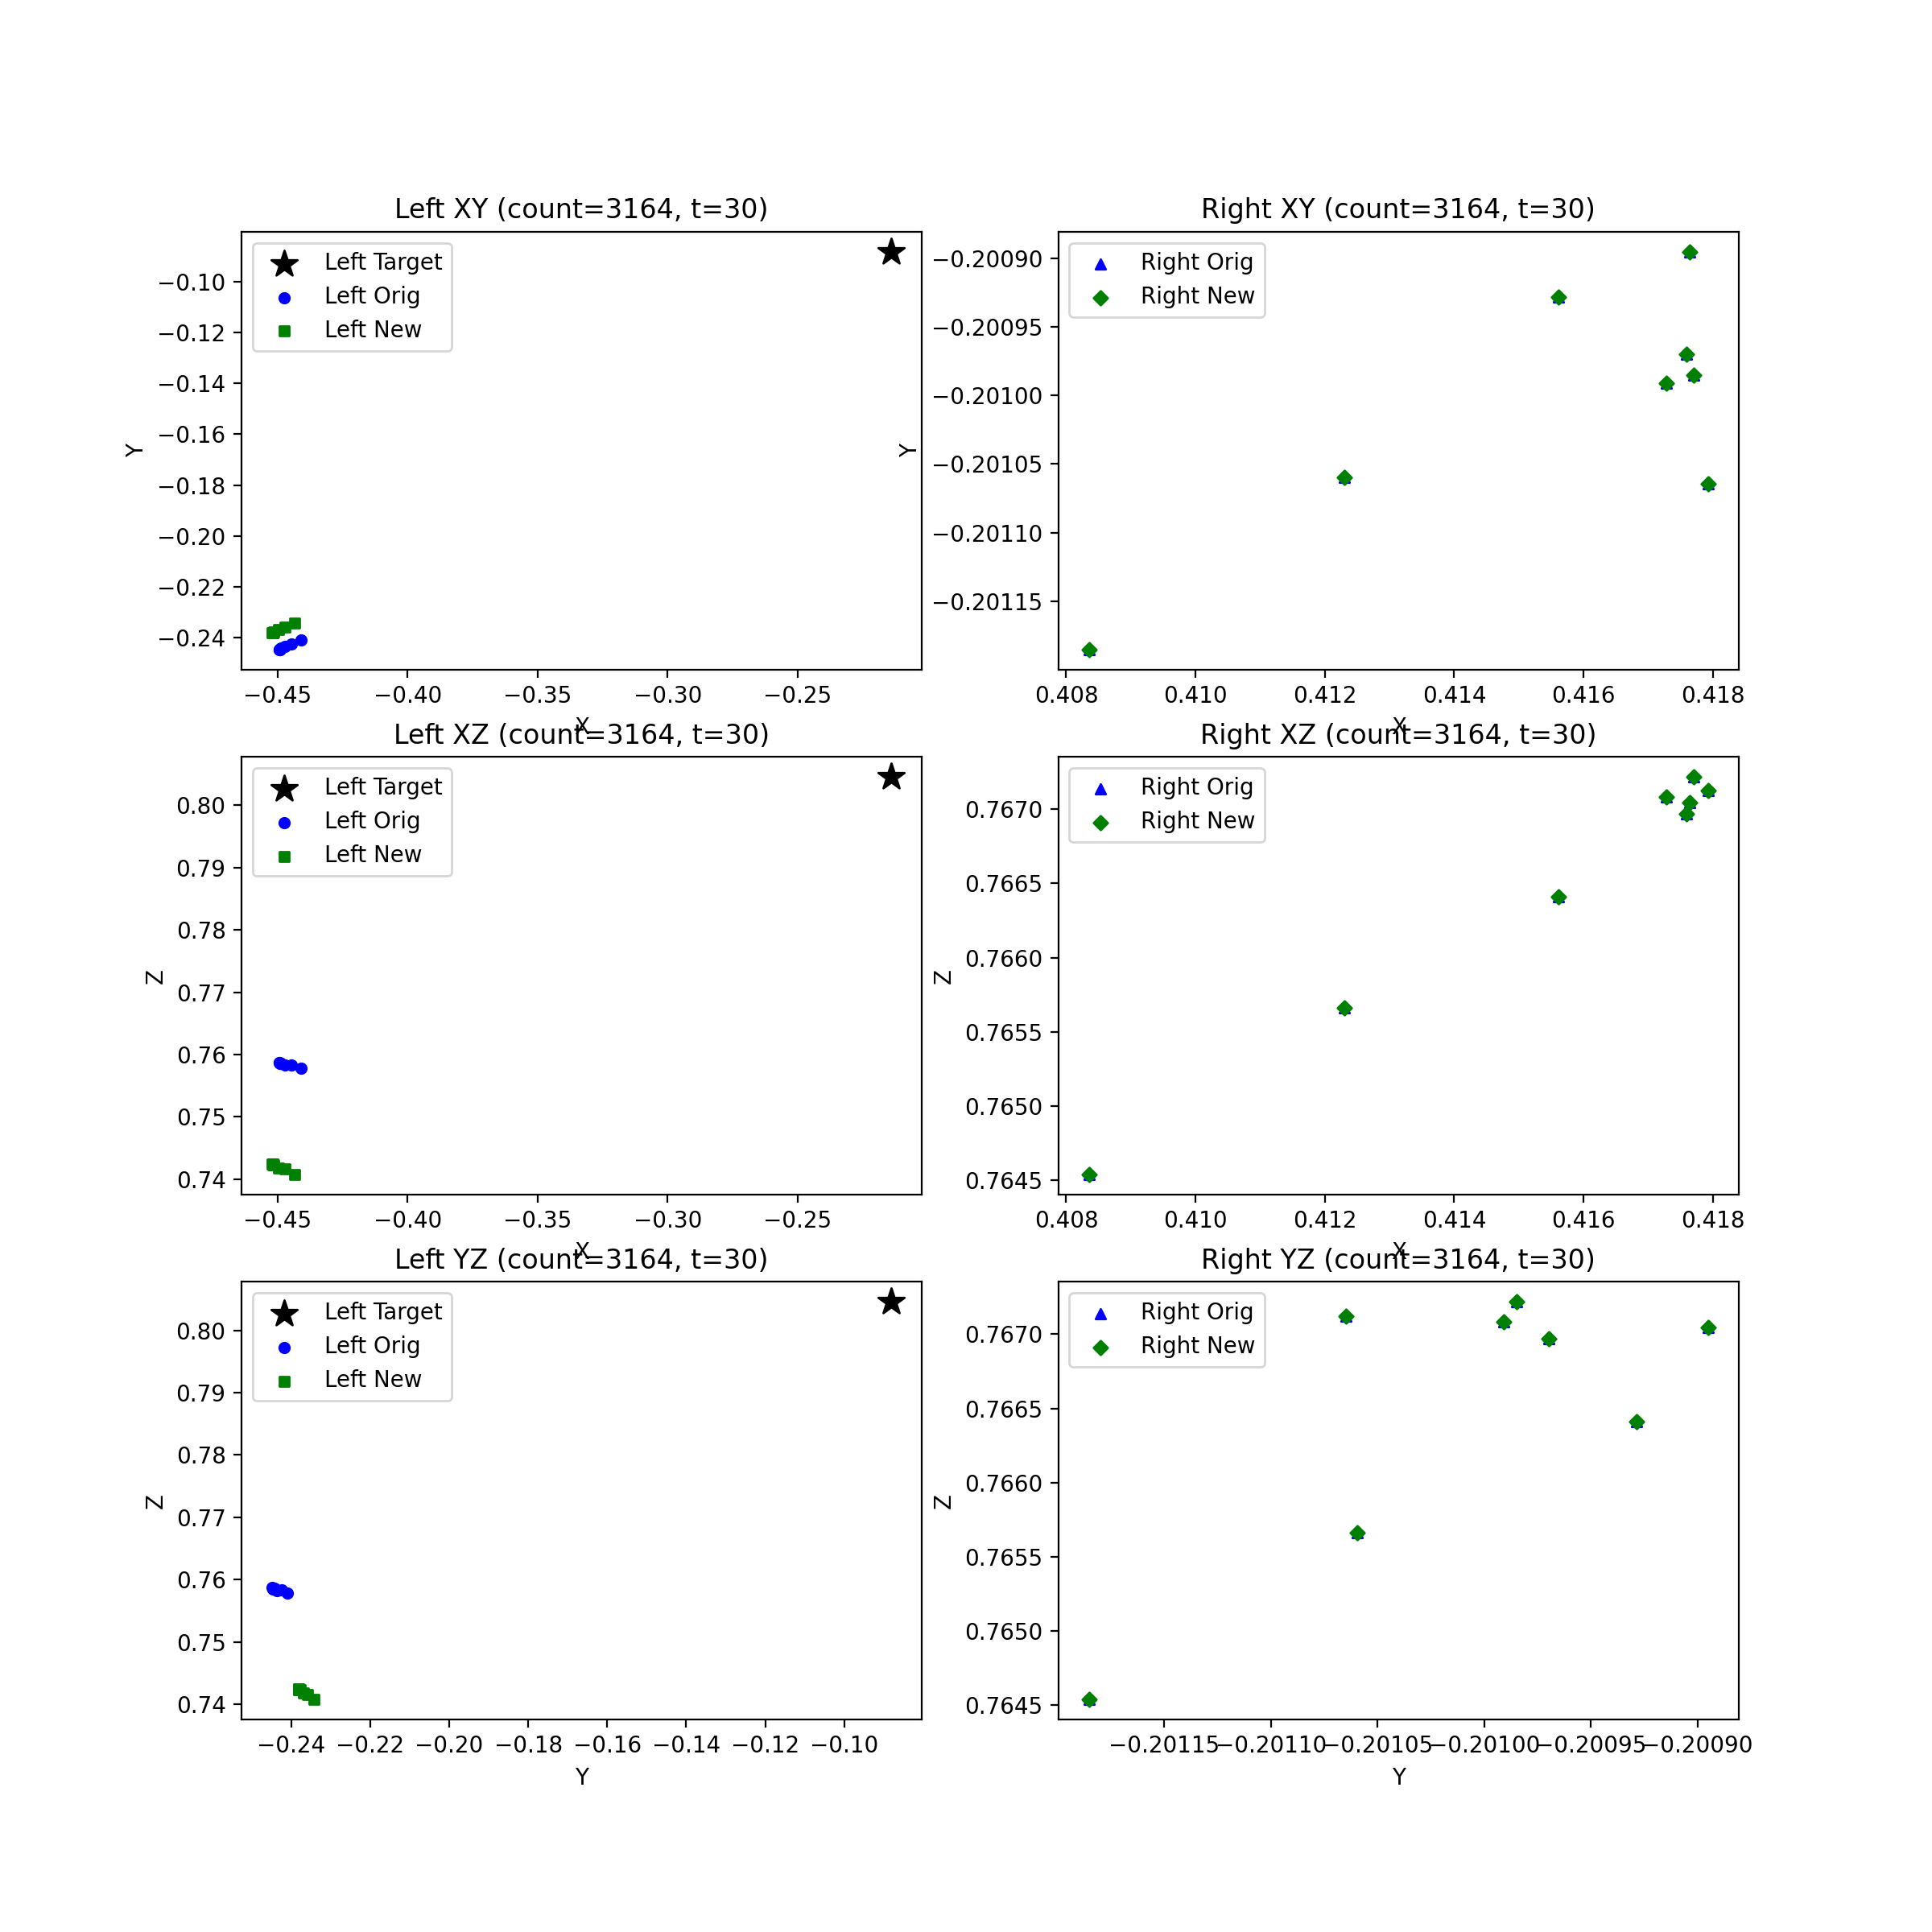 Left XY (count=3164, t=30)
Left Target
Left Orig
Left New
−0.10
−0.12
−0.14
−0.16
−0.18
−0.20
−0.22
−0.24
Y
−0.45
−0.40
−0.35
−0.30
−0.25
X
Right XY (count=3164, t=30)
Right Orig
Right New
−0.20090
−0.20095
−0.20100
−0.20105
−0.20110
−0.20115
Y
0.408
0.410
0.412
0.414
0.416
0.418
X
Left XZ (count=3164, t=30)
Left Target
Left Orig
Left New
0.80
0.79
0.78
0.77
0.76
0.75
0.74
Z
−0.45
−0.40
−0.35
−0.30
−0.25
X
Right XZ (count=3164, t=30)
Right Orig
Right New
0.7670
0.7665
0.7660
0.7655
0.7650
0.7645
Z
0.408
0.410
0.412
0.414
0.416
0.418
X
Left YZ (count=3164, t=30)
Left Target
Left Orig
Left New
0.80
0.79
0.78
0.77
0.76
0.75
0.74
Z
−0.24
−0.22
−0.20
−0.18
−0.16
−0.14
−0.12
−0.10
Y
Right YZ (count=3164, t=30)
Right Orig
Right New
0.7670
0.7665
0.7660
0.7655
0.7650
0.7645
Z
−0.20115
−0.20110
−0.20105
−0.20100
−0.20095
−0.20090
Y